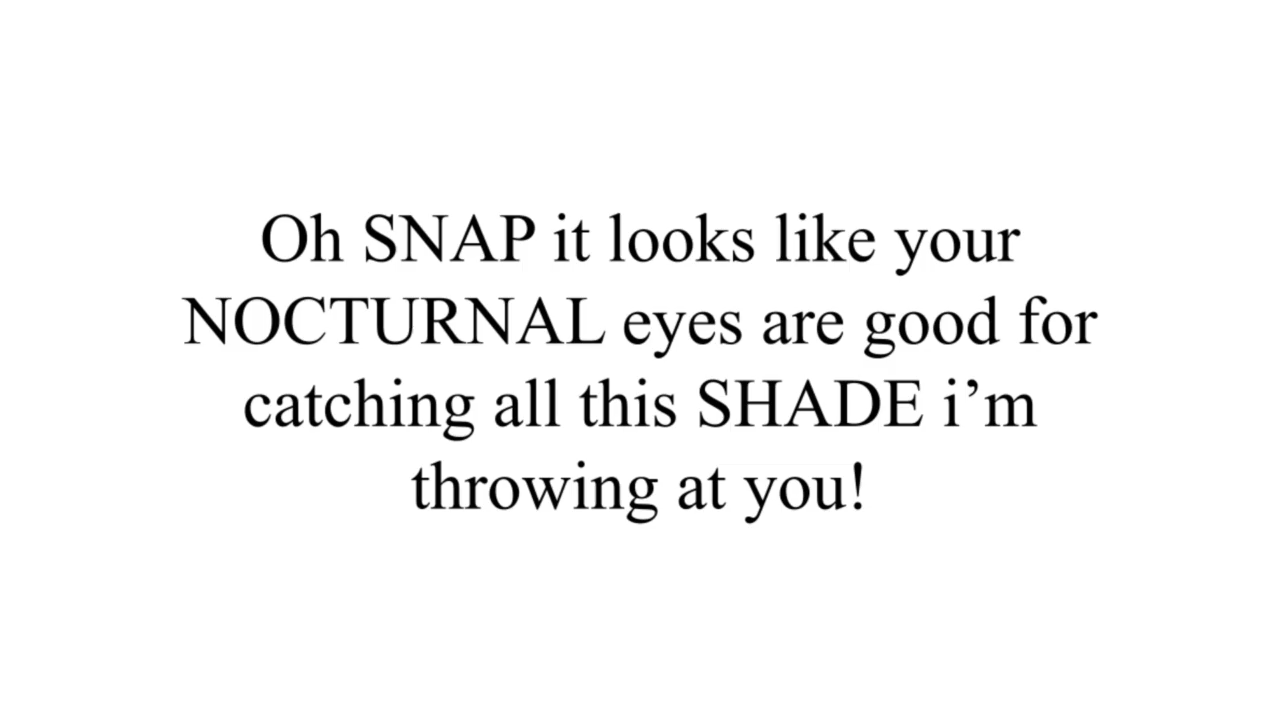 Oh SNAP it looks like your
NOCTURNAL eyes are good for
catching all this SHADE i’m
throwing at you!